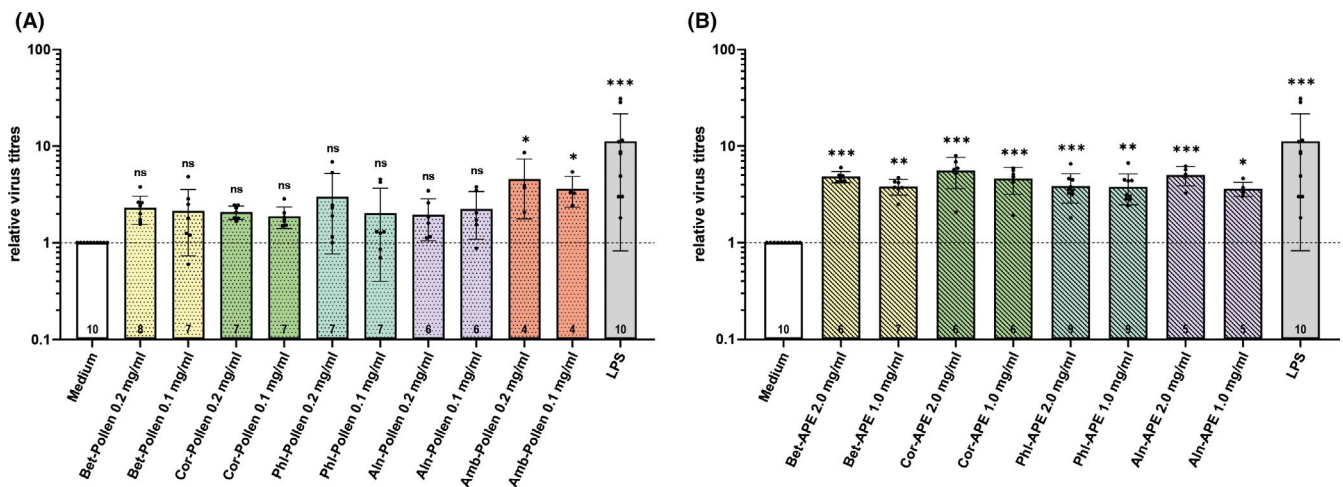 (A)
relative virus titres
100
10
1
0.1
ns
ns
ns
ns
ns
ns
ns
ns
*
*
***
10
8
7
7
7
7
7
6
6
4
4
10
Medium
Bet-Pollen 0.2 mg/ml
Bet-Pollen 0.1 mg/ml
Cor-Pollen 0.2 mg/ml
Cor-Pollen 0.1 mg/ml
Phl-Pollen 0.2 mg/ml
Phl-Pollen 0.1 mg/ml
Aln-Pollen 0.2 mg/ml
Aln-Pollen 0.1 mg/ml
Amb-Pollen 0.2 mg/ml
Amb-Pollen 0.1 mg/ml
LPS
(B)
relative virus titres
100
10
1
0.1
***
**
***
***
***
**
***
*
***
10
6
7
6
6
9
9
5
5
10
Medium
Bet-APE 2.0 mg/ml
Bet-APE 1.0 mg/ml
Cor-APE 2.0 mg/ml
Cor-APE 1.0 mg/ml
Phl-APE 2.0 mg/ml
Phl-APE 1.0 mg/ml
Aln-APE 2.0 mg/ml
Aln-APE 1.0 mg/ml
LPS